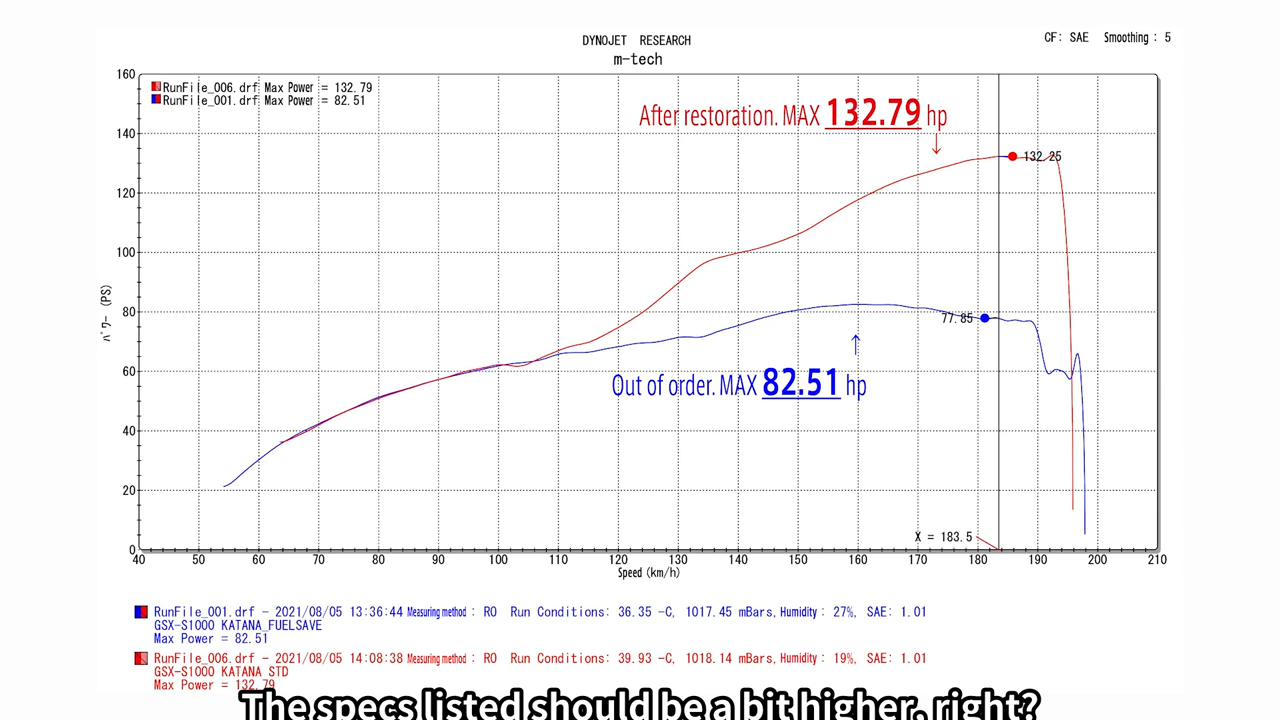 DYNOJET RESEARCH
m-tech
CF: SAE Smoothing : 5
RunFile_006.drf Max Power = 132.79
RunFile_001.drf Max Power = 82.51
After restoration. MAX 132.79 hp
132.25
77.85
Out of order. MAX 82.51 hp
X = 183.5
パワー (PS)
160
140
120
100
80
60
40
20
0
40 50 60 70 80 90 100 110 120 130 140 150 160 170 180 190 200 210
Speed (km/h)
RunFile_001.drf - 2021/08/05 13:36:44 Measuring method : RO Run Conditions: 36.35 -C, 1017.45 mBars, Humidity : 27%, SAE: 1.01
GSX-S1000 KATANA_FUELSAVE
Max Power = 82.51
RunFile_006.drf - 2021/08/05 14:08:38 Measuring method : RO Run Conditions: 39.93 -C, 1018.14 mBars, Humidity : 19%, SAE: 1.01
GSX-S1000 KATANA STD
Max Power = 132.79
The specs listed should be a bit higher, right?